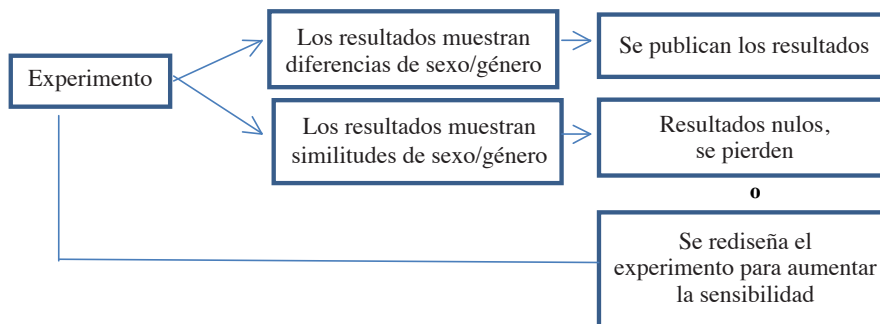 Experimento
Los resultados muestran
diferencias de sexo/género
Se publican los resultados
Los resultados muestran
similitudes de sexo/género
Resultados nulos,
se pierden
o
Se rediseña el
experimento para aumentar
la sensibilidad